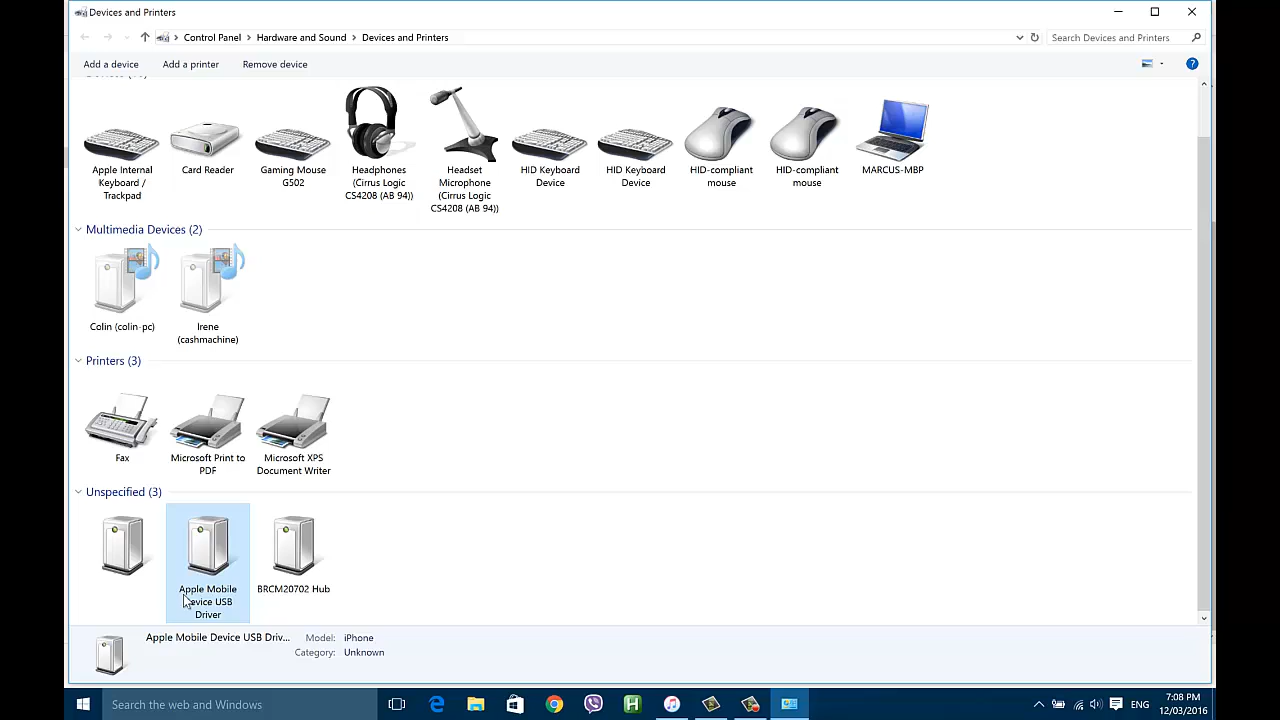 Devices and Printers
Control Panel
Hardware and Sound
Devices and Printers
Search Devices and Printers
Add a device
Add a printer
Remove device
Apple Internal
Keyboard /
Trackpad
Card Reader
Gaming Mouse
G502
Headphones
(Cirrus Logic
CS4208 (AB 94))
Headset
Microphone
(Cirrus Logic
CS4208 (AB 94))
HID Keyboard
Device
HID Keyboard
Device
HID-compliant
mouse
HID-compliant
mouse
MARCUS-MBP
Multimedia Devices (2)
Colin (colin-pc)
Irene
(cashmachine)
Printers (3)
Fax
Microsoft Print to
PDF
Microsoft XPS
Document Writer
Unspecified (3)
Apple Mobile
Device USB
Driver
BRCM20702 Hub
Apple Mobile Device USB Driv...
Model: iPhone
Category: Unknown
Search the web and Windows
ENG
7:08 PM
12/03/2016